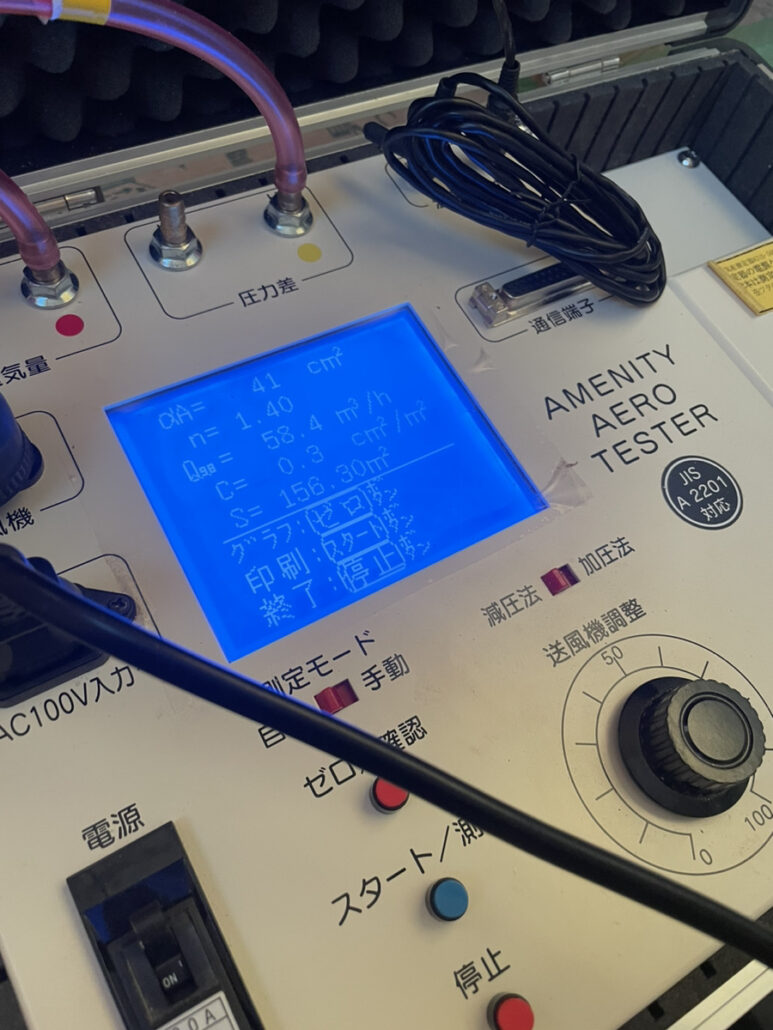 圧力差
気量
通信端子
AMENITY
AERO
TESTER
JIS
A 2201
対応
αA= 41 cm²
n= 1.40
Q₉.₈= 58.4 m³/h
C= 0.3 cm²/m²
S= 156.30m²
グラフ:ゼロボタン
印刷:スタートボタン
終了:停止ボタン
風機
減圧法
加圧法
送風機調整
50
100
0
AC100V入力
定モード
手動
ゼロ
確認
電源
ON
スタート/測
停止